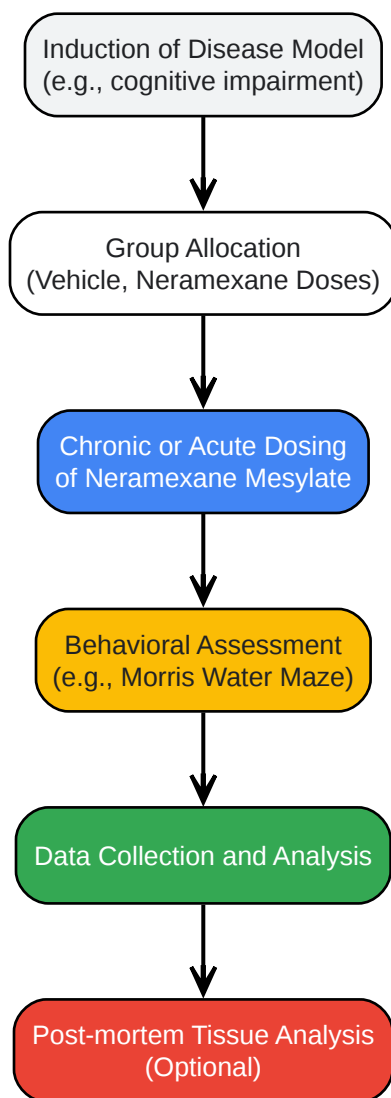 Induction of Disease Model
(e.g., cognitive impairment)
Group Allocation
(Vehicle, Neramexane Doses)
Chronic or Acute Dosing
of Neramexane Mesylate
Behavioral Assessment
(e.g., Morris Water Maze)
Data Collection and Analysis
Post-mortem Tissue Analysis
(Optional)